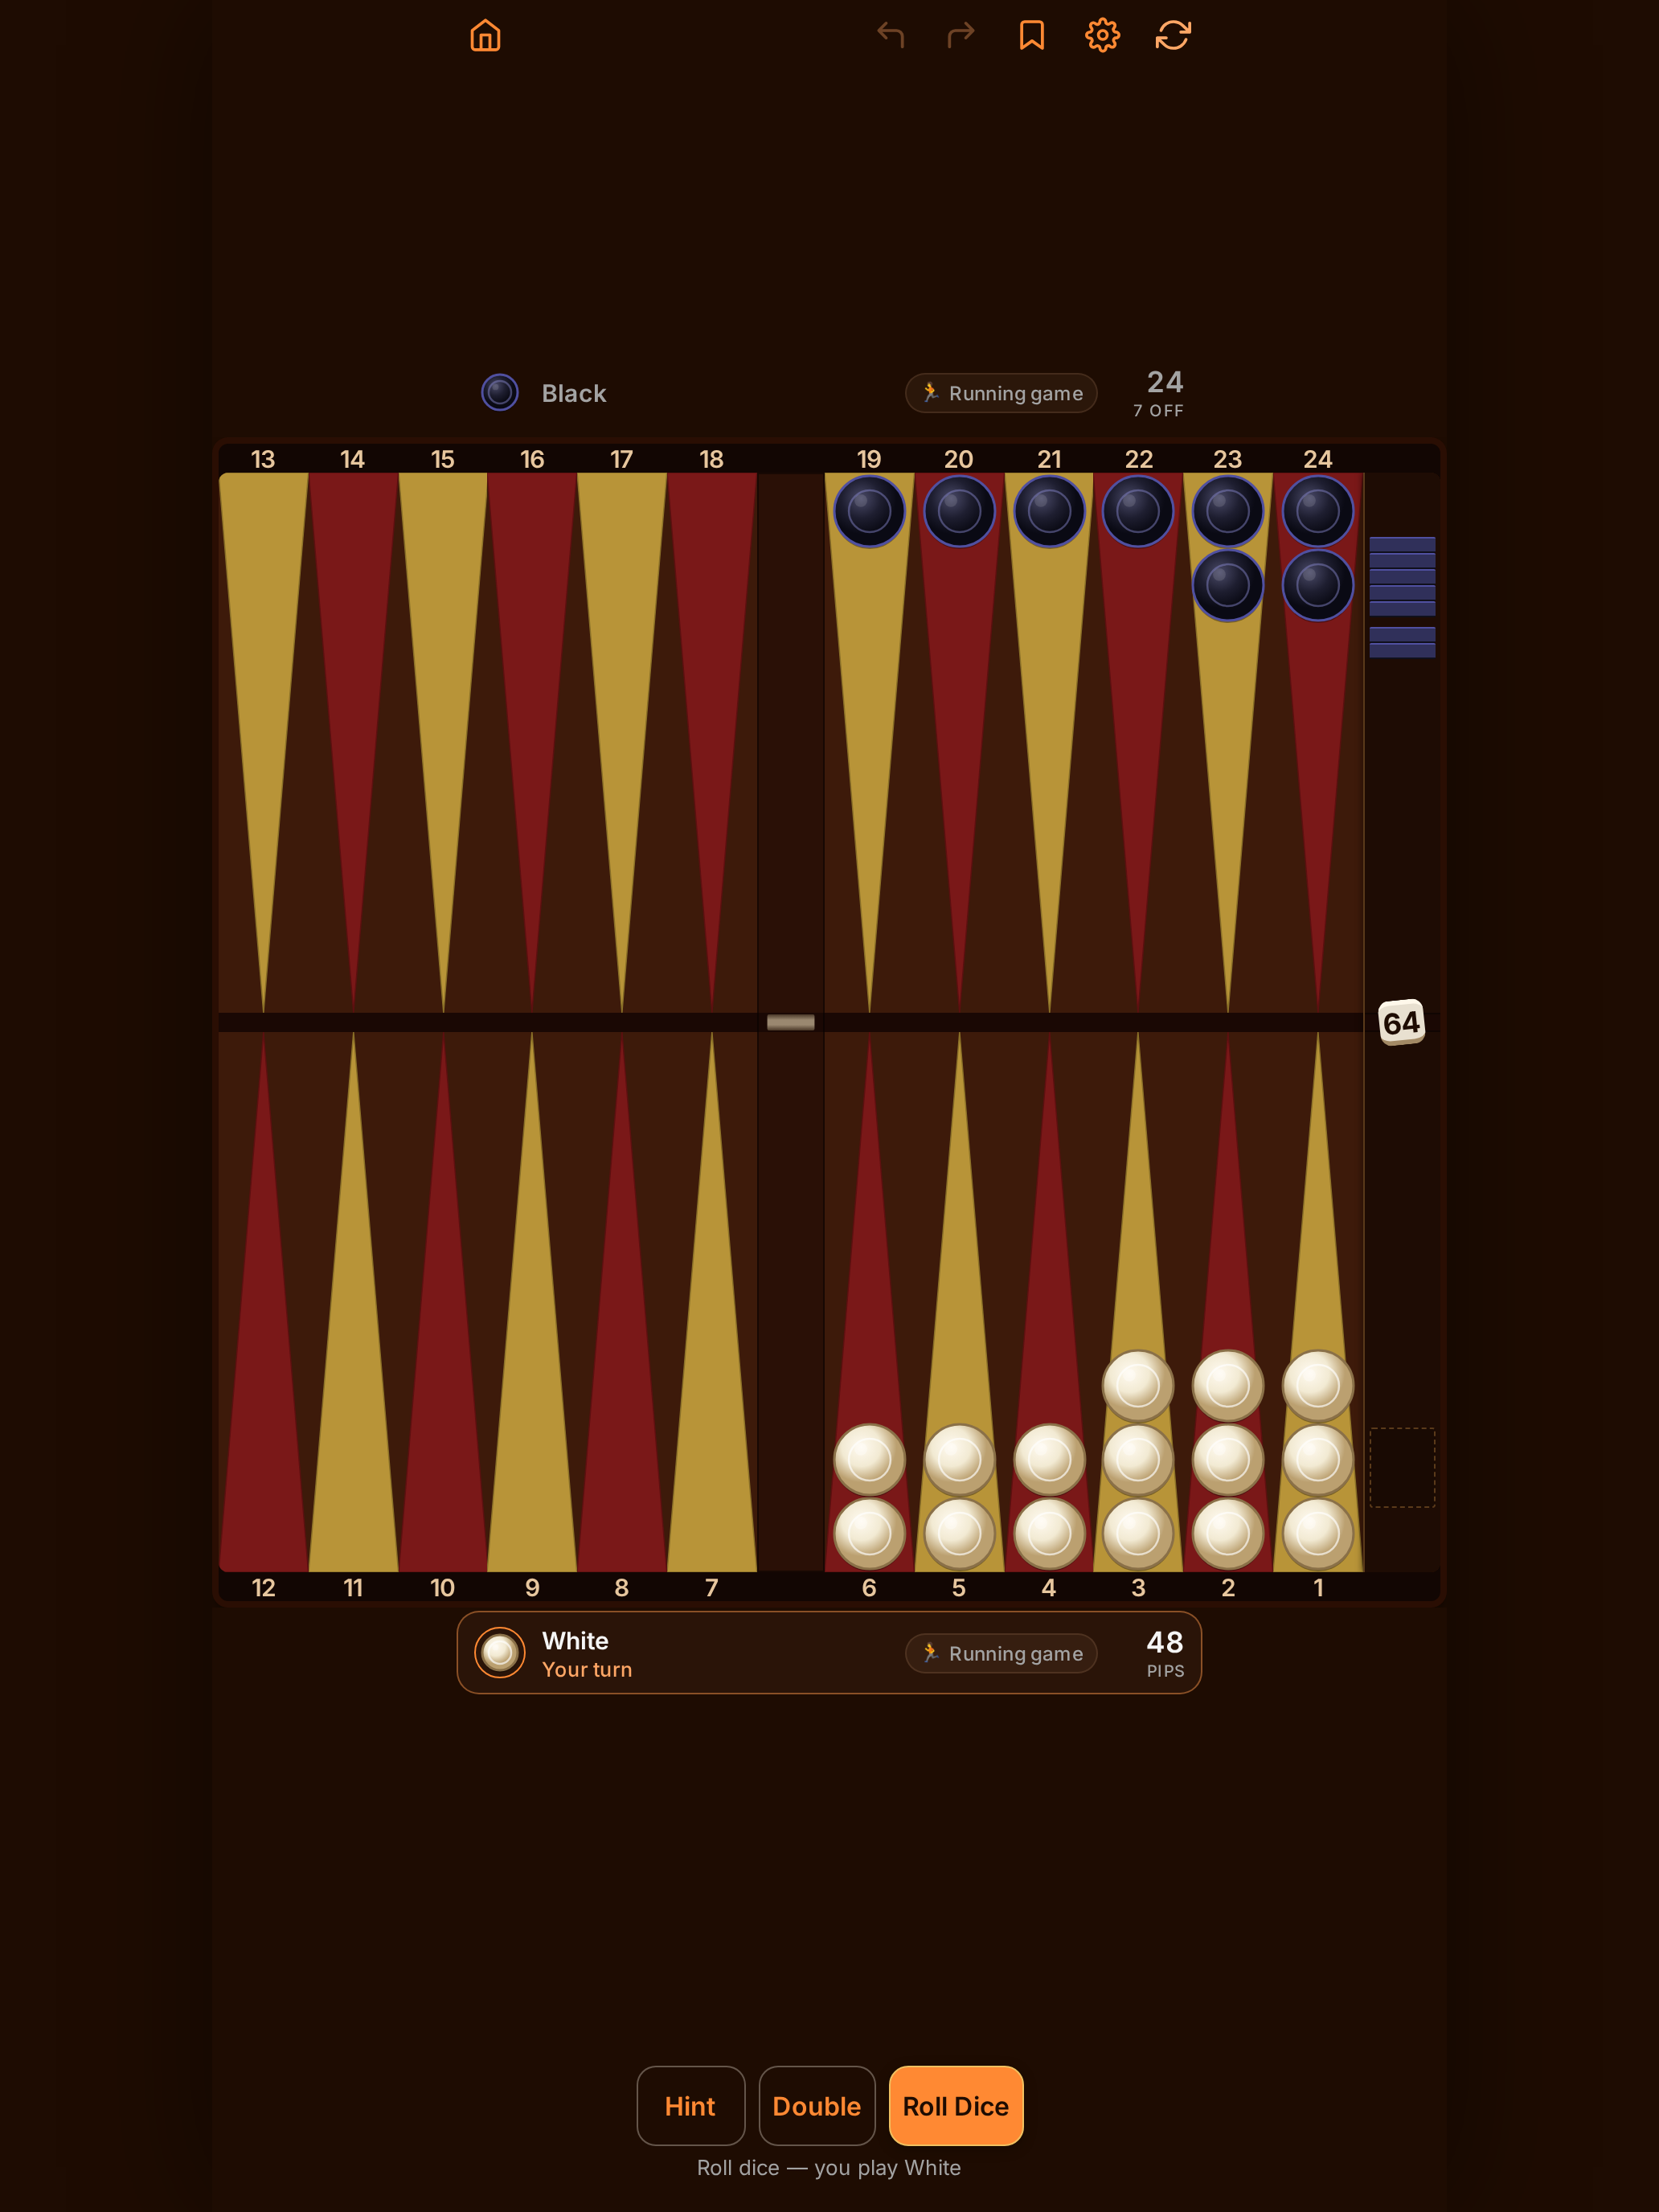 Black
🏃 Running game
24
7 OFF
13 14 15 16 17 18 19 20 21 22 23 24
64
12 11 10 9 8 7 6 5 4 3 2 1
White
Your turn
🏃 Running game
48
PIPS
Hint
Double
Roll Dice
Roll dice — you play White